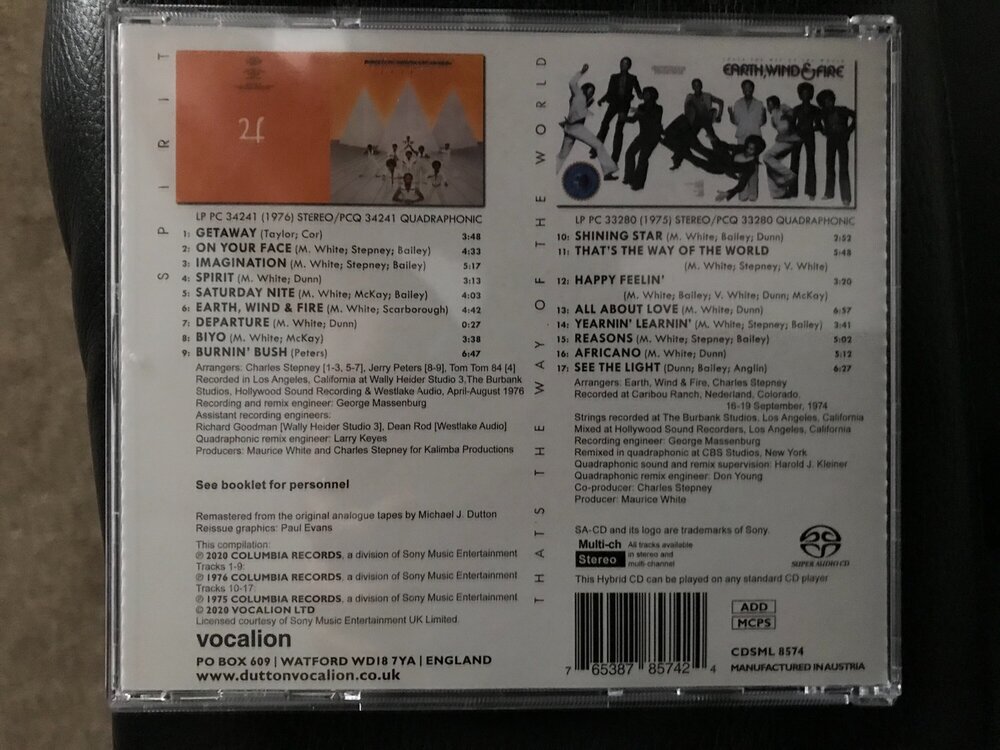 SPIRIT
LP PC 34241 (1976) STEREO/PCQ 34241 QUADRAPHONIC
1: GETAWAY (Taylor; Cor) 3:48
2: ON YOUR FACE (M. White; Stepney; Bailey) 4:33
3: IMAGINATION (M. White; Stepney; Bailey) 5:17
4: SPIRIT (M. White; Dunn) 3:13
5: SATURDAY NITE (M. White; McKay; Bailey) 4:03
6: EARTH, WIND & FIRE (M. White; Scarborough) 4:42
7: DEPARTURE (M. White; Dunn) 0:27
8: BIYO (M. White; McKay) 3:38
9: BURNIN' BUSH (Peters) 6:47
Arrangers: Charles Stepney [1-3, 5-7], Jerry Peters [8-9], Tom Tom 84 [4]
Recorded in Los Angeles, California at Wally Heider Studio 3,The Burbank
Studios, Hollywood Sound Recording & Westlake Audio, April-August 1976
Recording and remix engineer: George Massenburg
Assistant recording engineers:
Richard Goodman [Wally Heider Studio 3], Dean Rod [Westlake Audio]
Quadraphonic remix engineer: Larry Keyes
Producers: Maurice White and Charles Stepney for Kalimba Productions
See booklet for personnel
Remastered from the original analogue tapes by Michael J. Dutton
Reissue graphics: Paul Evans
This compilation:
℗ 2020 COLUMBIA RECORDS, a division of Sony Music Entertainment
Tracks 1-9:
℗ 1976 COLUMBIA RECORDS, a division of Sony Music Entertainment
Tracks 10-17:
℗ 1975 COLUMBIA RECORDS, a division of Sony Music Entertainment
© 2020 VOCALION LTD
Licensed courtesy of Sony Music Entertainment UK Limited
vocalion
PO BOX 609 | WATFORD WD18 7YA | ENGLAND
www.duttonvocalion.co.uk
THAT'S THE WAY OF THE WORLD
EARTH, WIND & FIRE
LP PC 33280 (1975) STEREO/PCQ 33280 QUADRAPHONIC
10: SHINING STAR (M. White; Bailey; Dunn) 2:52
11: THAT'S THE WAY OF THE WORLD 5:48
(M. White; Stepney; V. White)
12: HAPPY FEELIN' 3:20
(M. White; Bailey; V. White; Dunn; McKay)
13: ALL ABOUT LOVE (M. White; Dunn) 6:57
14: YEARNIN' LEARNIN' (M. White; Stepney; Bailey) 3:41
15: REASONS (M. White; Stepney; Bailey) 5:02
16: AFRICANO (M. White; Dunn) 5:12
17: SEE THE LIGHT (Dunn; Bailey; Anglin) 6:27
Arrangers: Earth, Wind & Fire, Charles Stepney
Recorded at Caribou Ranch, Nederland, Colorado,
16-19 September, 1974
Strings recorded at The Burbank Studios, Los Angeles, California
Mixed at Hollywood Sound Recorders, Los Angeles, California
Recording engineer: George Massenburg
Remixed in quadraphonic at CBS Studios, New York
Quadraphonic sound and remix supervision: Harold J. Kleiner
Quadraphonic remix engineer: Don Young
Co-producer: Charles Stepney
Producer: Maurice White
SA-CD and its logo are trademarks of Sony.
Multi-ch
Stereo
All tracks available
in stereo and
multi-channel
SUPER AUDIO CD
This Hybrid CD can be played on any standard CD player
7 65387 85742 4
ADD
MCPS
CDSML 8574
MANUFACTURED IN AUSTRIA